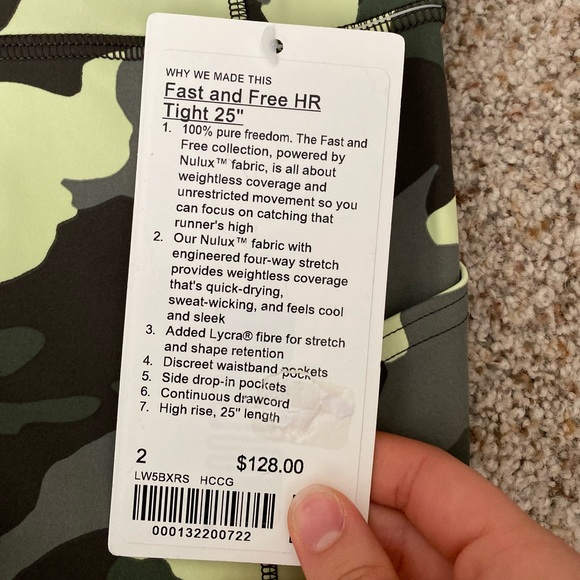 WHY WE MADE THIS
Fast and Free HR
Tight 25"
1. 100% pure freedom. The Fast and
Free collection, powered by
Nulux™ fabric, is all about
weightless coverage and
unrestricted movement so you
can focus on catching that
runner's high
2. Our Nulux™ fabric with
engineered four-way stretch
provides weightless coverage
that's quick-drying,
sweat-wicking, and feels cool
and sleek
3. Added Lycra® fibre for stretch
and shape retention
4. Discreet waistband pockets
5. Side drop-in pockets
6. Continuous drawcord
7. High rise, 25" length
2 $128.00
LW5BXRS HCCG
000132200722